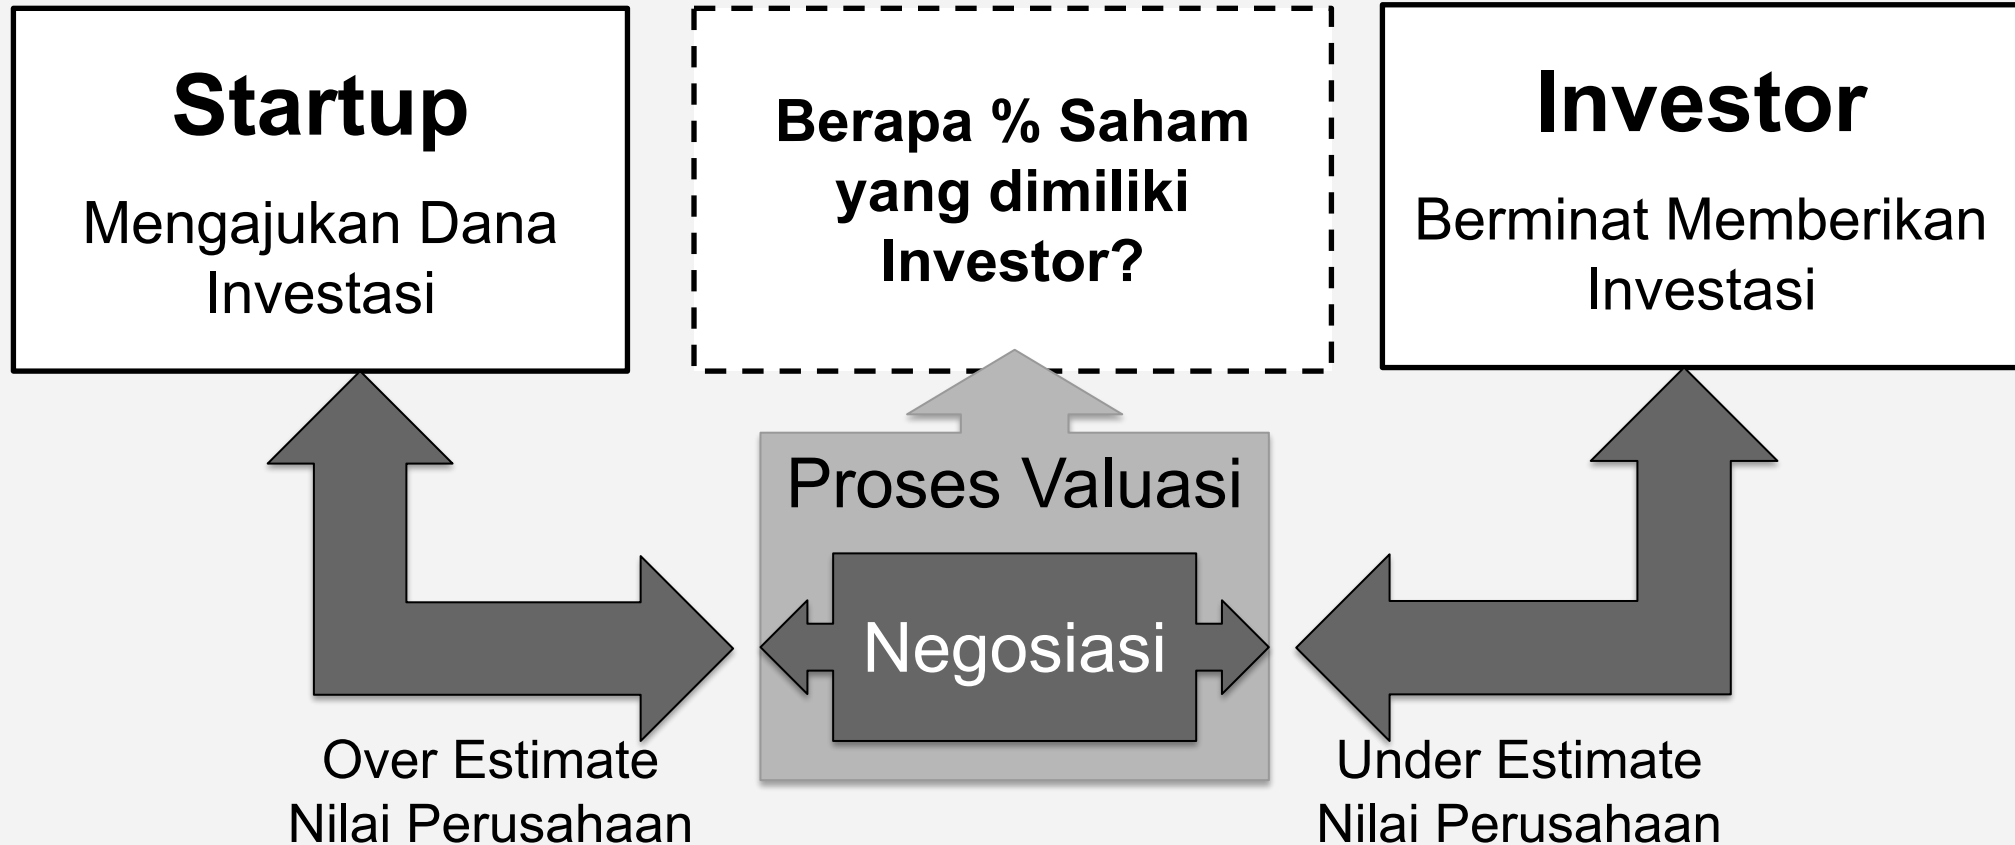 Startup
Mengajukan Dana
Investasi
Berapa % Saham
yang dimiliki
Investor?
Investor
Berminat Memberikan
Investasi
Proses Valuasi
Negosiasi
Over Estimate
Nilai Perusahaan
Under Estimate
Nilai Perusahaan